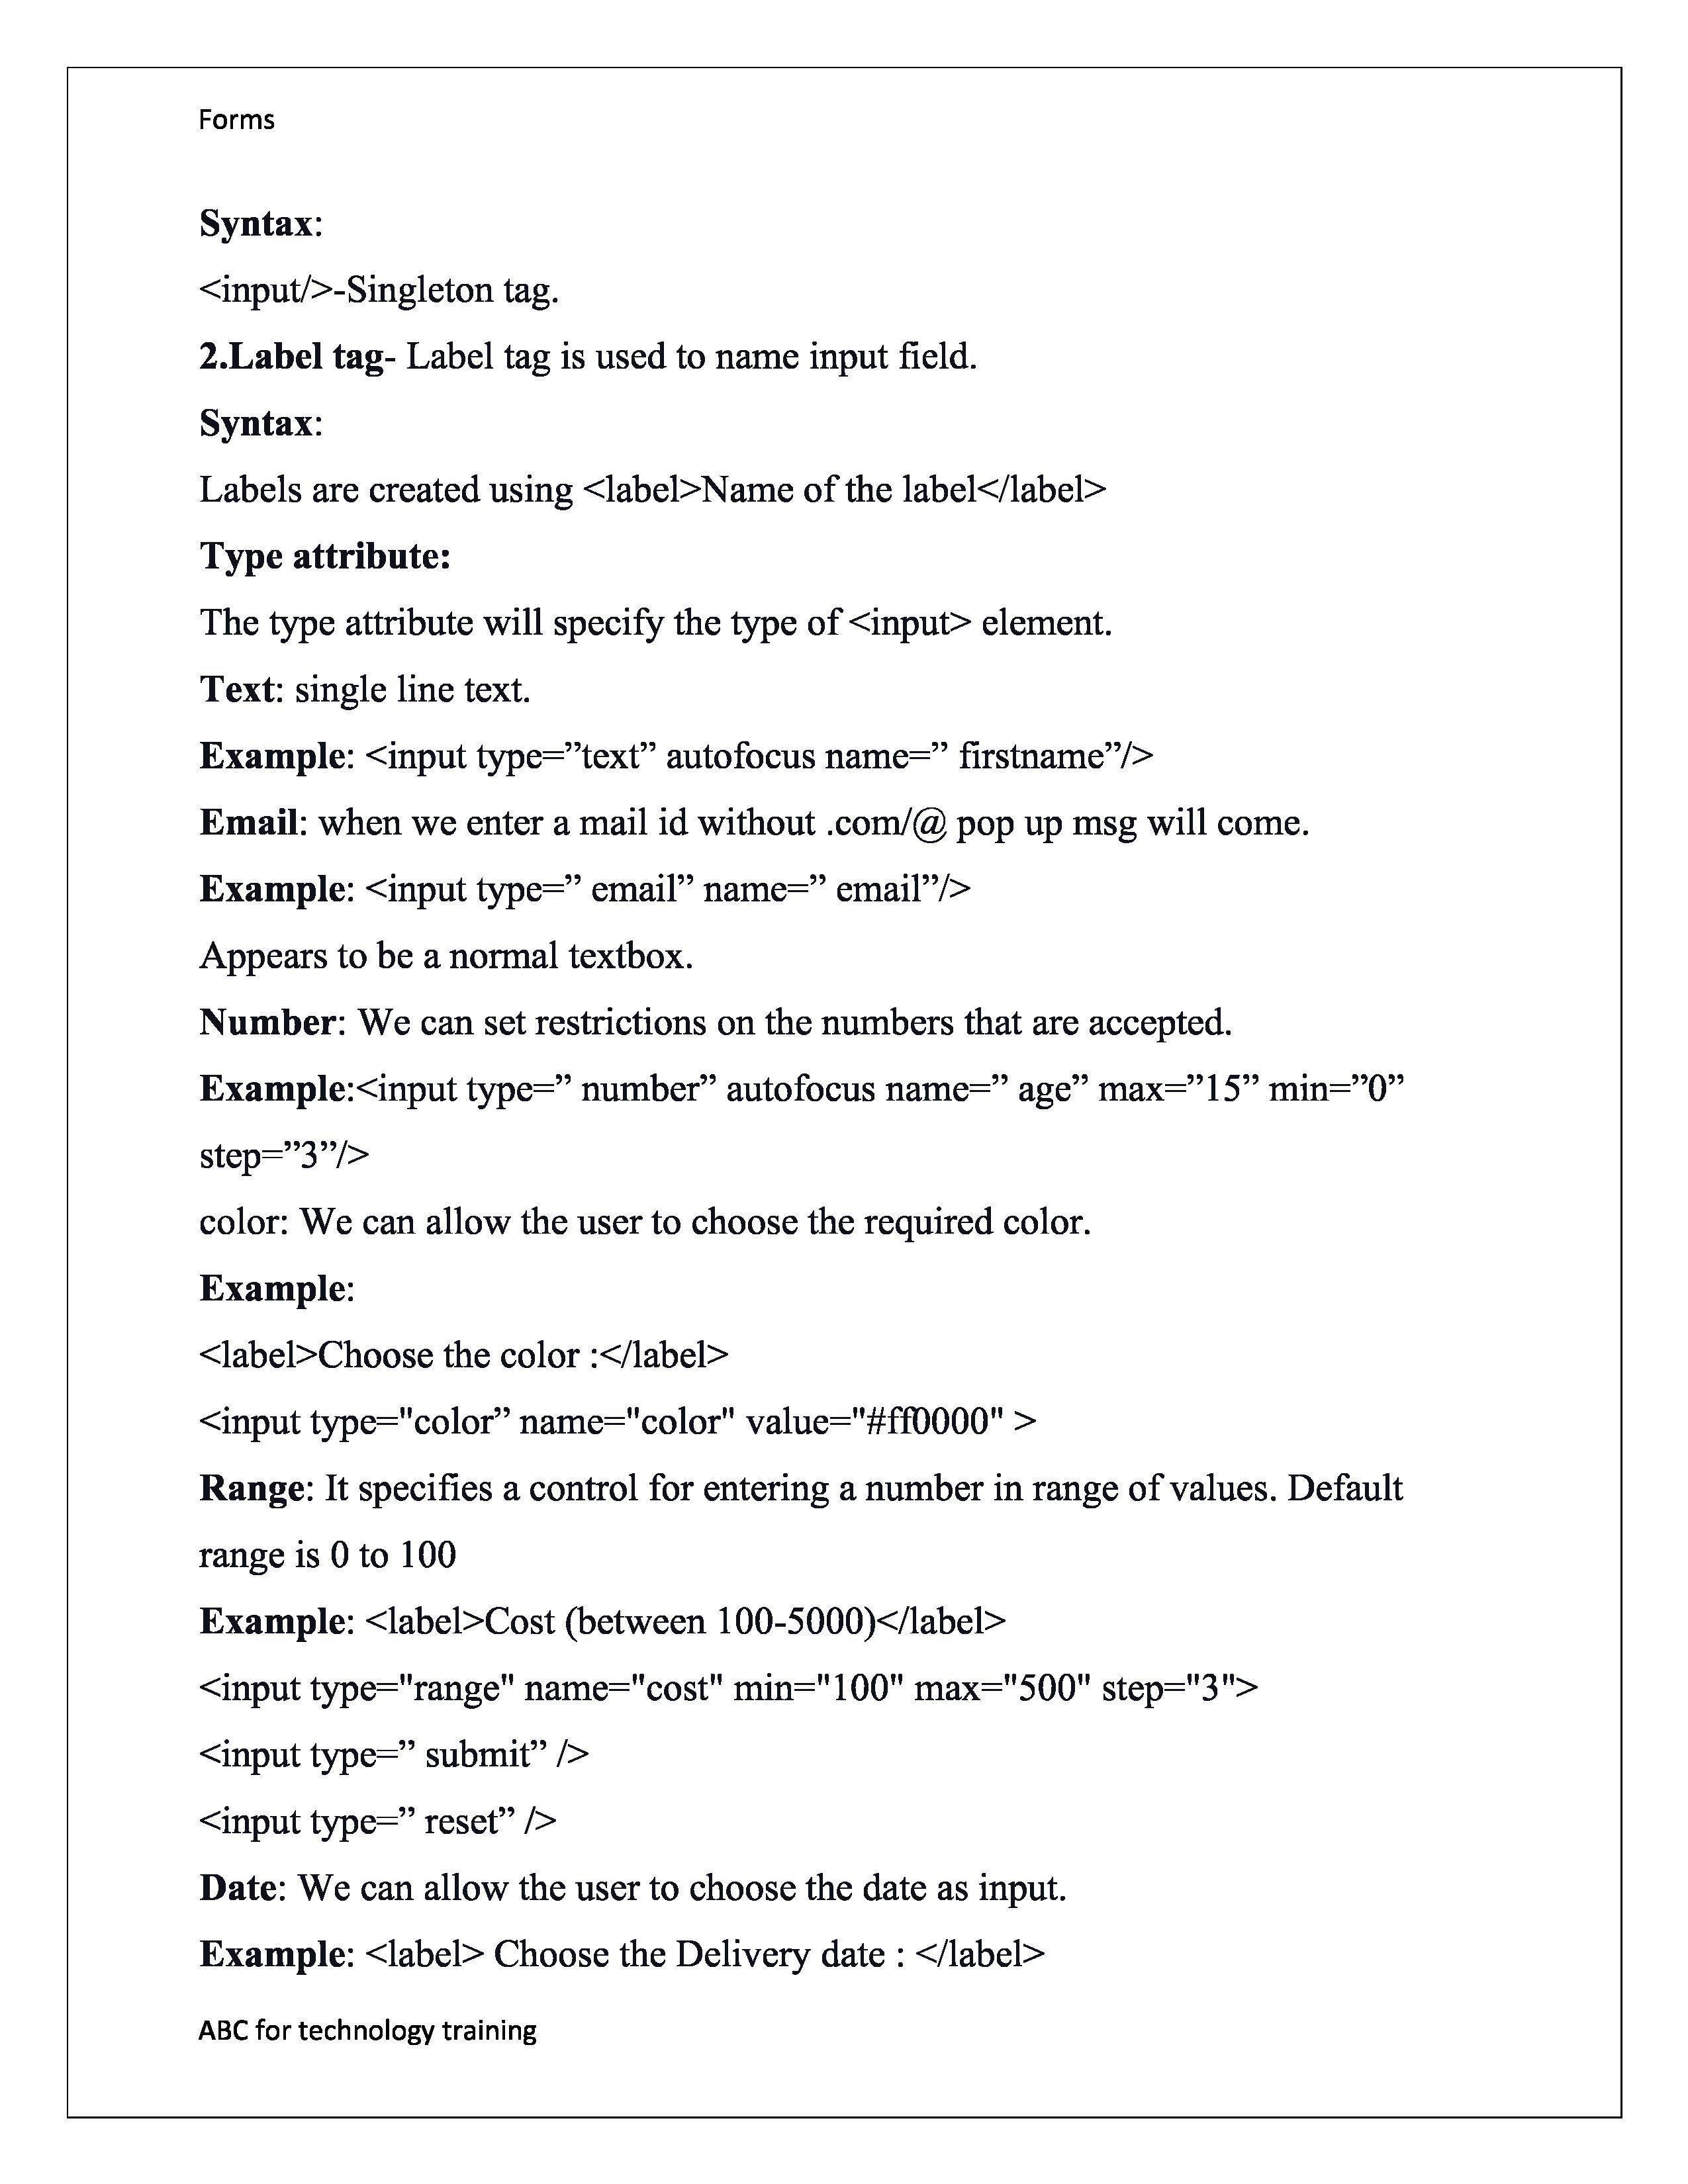 Forms
Syntax:
<input/>-Singleton tag.
2.Label tag- Label tag is used to name input field.
Syntax:
Labels are created using <label>Name of the label</label>
Type attribute:
The type attribute will specify the type of <input> element.
Text: single line text.
Example: <input type=”text” autofocus name=” firstname”/>
Email: when we enter a mail id without .com/@ pop up msg will come.
Example: <input type=” email” name=” email”/>
Appears to be a normal textbox.
Number: We can set restrictions on the numbers that are accepted.
Example:<input type=” number” autofocus name=” age” max=”15” min=”0”
step=”3”/>
color: We can allow the user to choose the required color.
Example:
<label>Choose the color :</label>
<input type="color” name="color" value="#ff0000" >
Range: It specifies a control for entering a number in range of values. Default
range is 0 to 100
Example: <label>Cost (between 100-5000)</label>
<input type="range" name="cost" min="100" max="500" step="3">
<input type=” submit” />
<input type=” reset” />
Date: We can allow the user to choose the date as input.
Example: <label> Choose the Delivery date : </label>
ABC for technology training